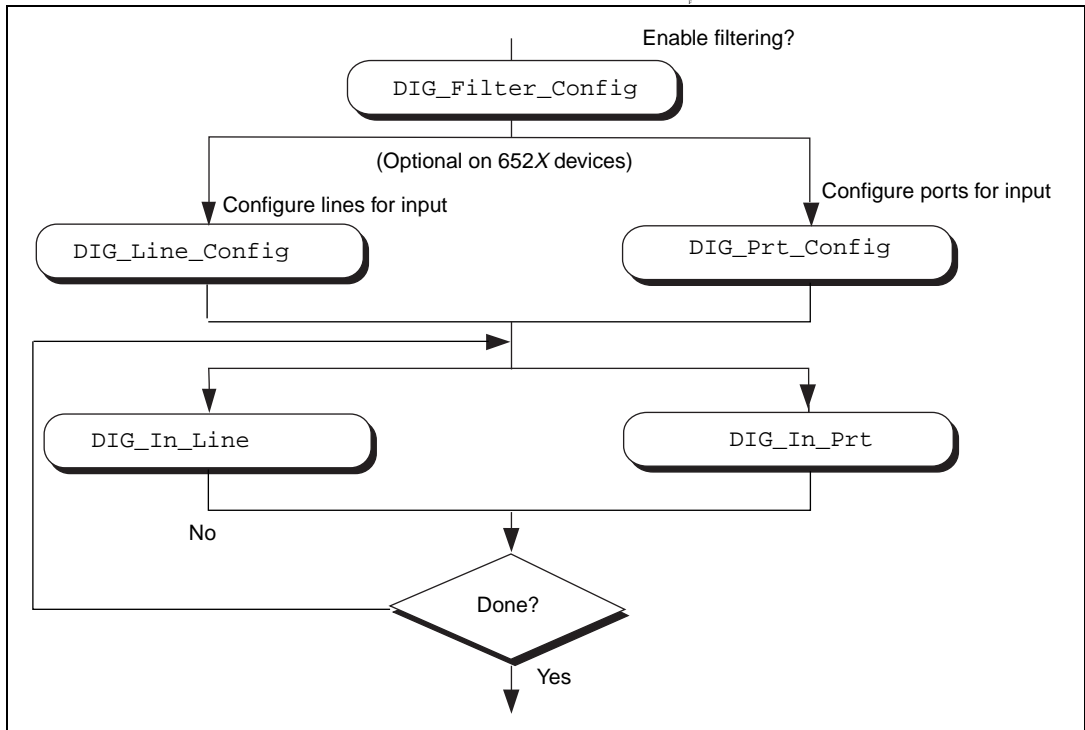 Enable filtering?
DIG_Filter_Config
(Optional on 652X devices)
Configure lines for input
Configure ports for input
DIG_Line_Config
DIG_Prt_Config
DIG_In_Line
DIG_In_Prt
No
Done?
Yes